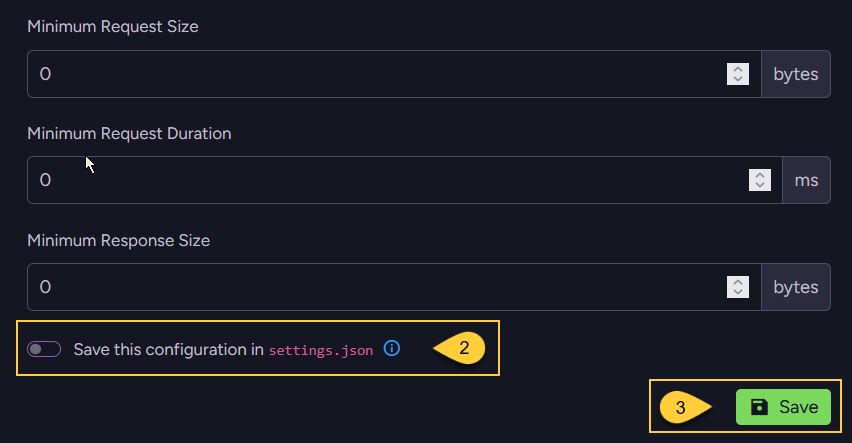 Minimum Request Size
0 bytes
Minimum Request Duration
0 ms
Minimum Response Size
0 bytes
Save this configuration in settings.json 2
3 Save